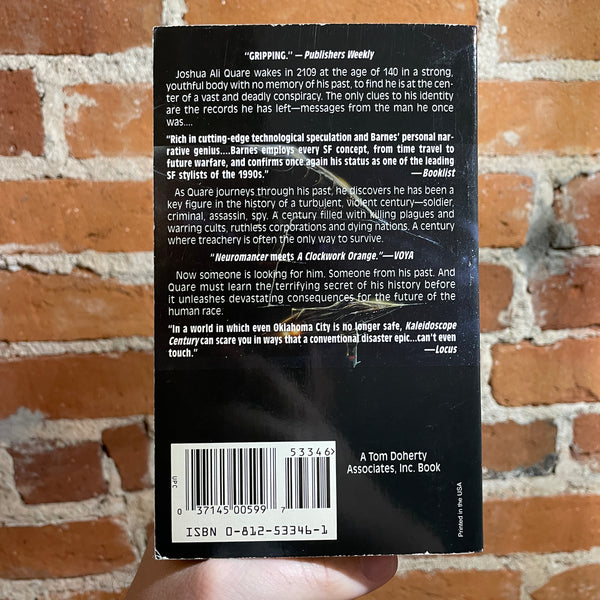 "GRIPPING." — Publishers Weekly
Joshua Ali Quare wakes in 2109 at the age of 140 in a strong,
youthful body with no memory of his past, to find he is at the cen-
ter of a vast and deadly conspiracy. The only clues to his identity
are the records he has left—messages from the man he once
was....
"Rich in cutting-edge technological speculation and Barnes' personal nar-
rative genius....Barnes employs every SF concept, from time travel to
future warfare, and confirms once again his status as one of the leading
SF stylists of the 1990s." —Booklist
As Quare journeys through his past, he discovers he has been a
key figure in the history of a turbulent, violent century—soldier,
criminal, assassin, spy. A century filled with killing plagues and
warring cults, ruthless corporations and dying nations. A century
where treachery is often the only way to survive.
"Neuromancer meets A Clockwork Orange."—VOYA
Now someone is looking for him. Someone from his past. And
Quare must learn the terrifying secret of his history before
it unleashes devastating consequences for the future of the
human race.
"In a world in which even Oklahoma City is no longer safe, Kaleidoscope
Century can scare you in ways that a conventional disaster epic...can't even
touch." —Locus
53346>
UPC
0 37145 00599 7
ISBN 0-812-53346-1
A Tom Doherty
Associates, Inc. Book
Printed in the USA